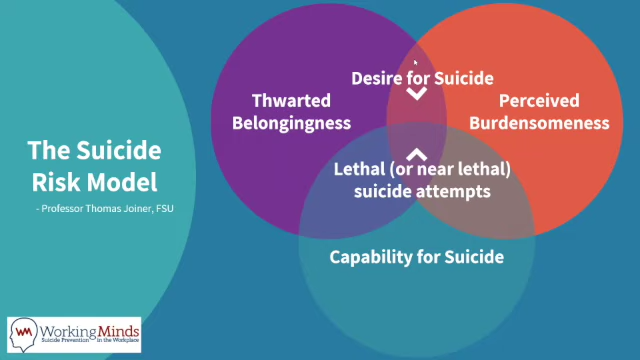 The Suicide
Risk Model
- Professor Thomas Joiner, FSU
Desire for Suicide
Thwarted
Belongingness
Perceived
Burdensomeness
Lethal (or near lethal)
suicide attempts
Capability for Suicide
WM
WorkingMinds
Suicide Prevention in the Workplace